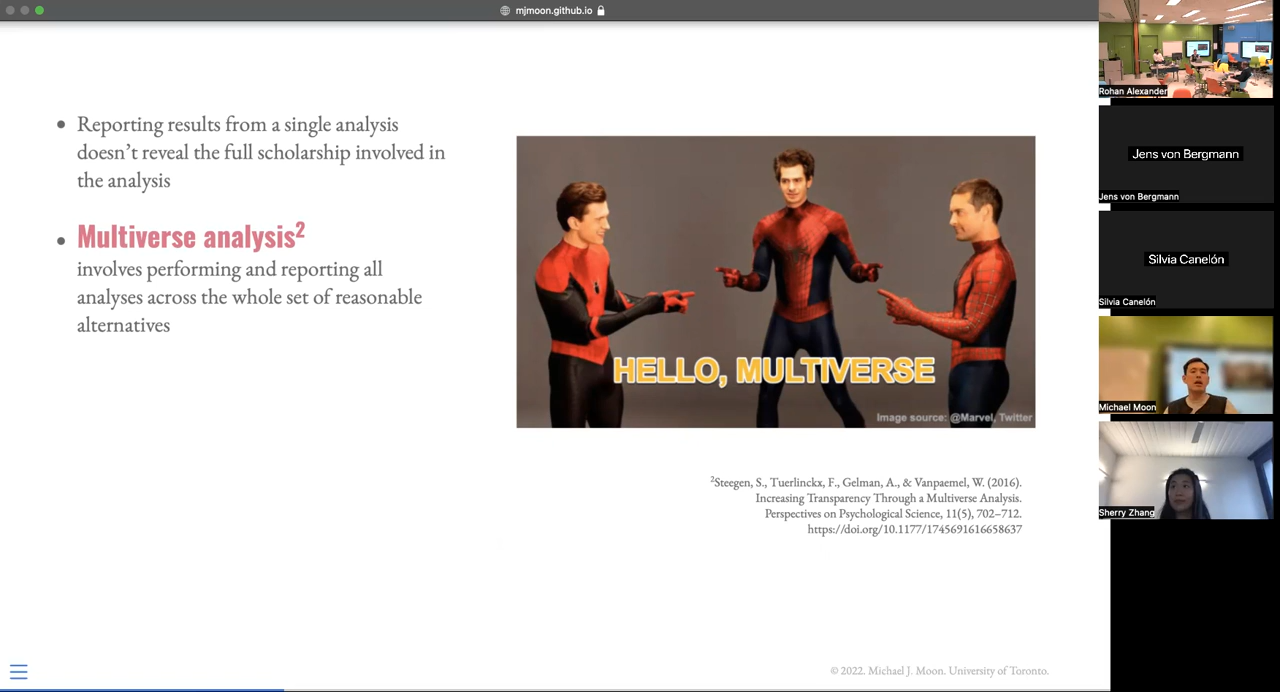 mjmoon.github.io
• Reporting results from a single analysis
doesn’t reveal the full scholarship involved in
the analysis
• Multiverse analysis²
involves performing and reporting all
analyses across the whole set of reasonable
alternatives
HELLO, MULTIVERSE
Image source: @Marvel, Twitter
²Steegen, S., Tuerlinckx, F., Gelman, A., & Vanpaemel, W. (2016).
Increasing Transparency Through a Multiverse Analysis.
Perspectives on Psychological Science, 11(5), 702–712.
https://doi.org/10.1177/1745691616658637
© 2022. Michael J. Moon. University of Toronto.
Rohan Alexander
Jens von Bergmann
Jens von Bergmann
Silvia Canelón
Silvia Canelón
Michael Moon
Sherry Zhang